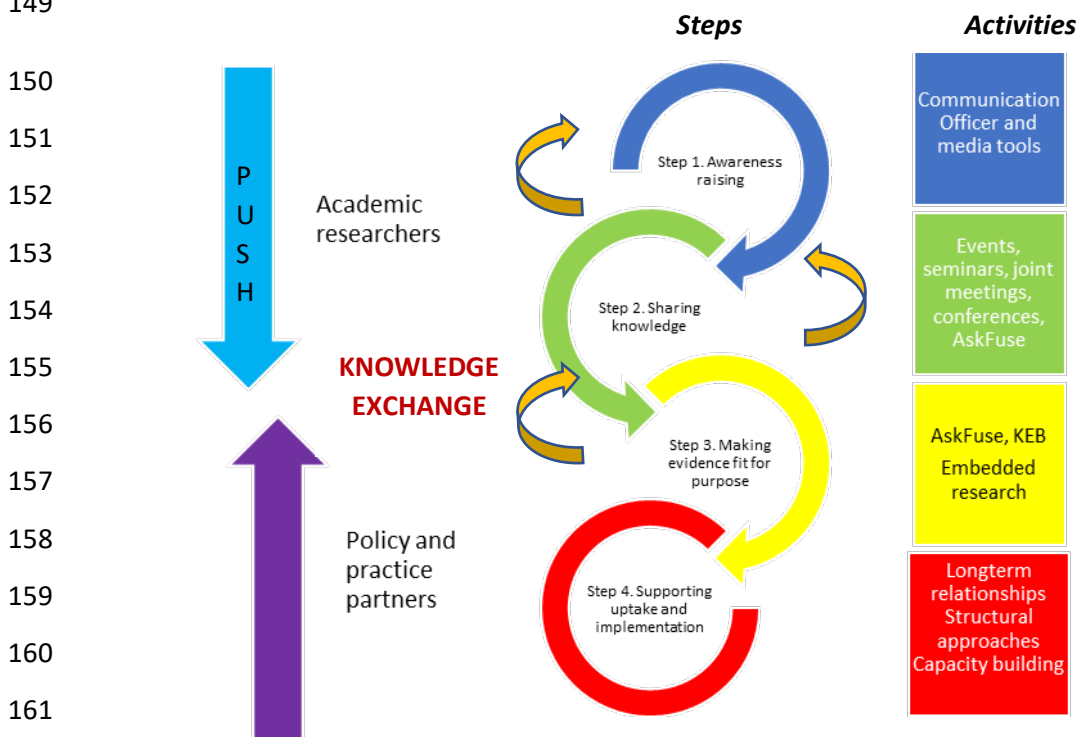 149
Steps
Activities
150
151
152
153
154
155
156
157
158
159
160
161
P
U
S
H
Academic
researchers
KNOWLEDGE
EXCHANGE
Policy and
practice
partners
Step 1. Awareness
raising
Step 2. Sharing
knowledge
Step 3. Making
evidence fit for
purpose
Step 4. Supporting
uptake and
implementation
Communication
Officer and
media tools
Events,
seminars, joint
meetings,
conferences,
AskFuse
AskFuse, KEB
Embedded
research
Longterm
relationships
Structural
approaches
Capacity building